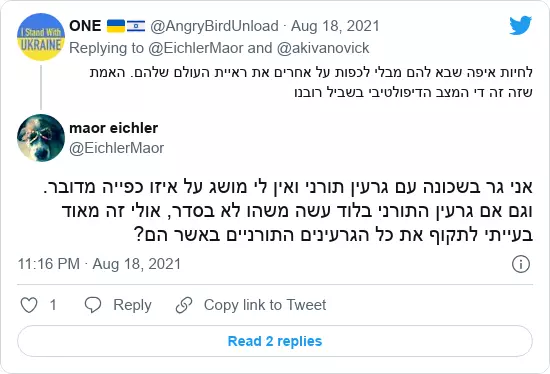 I Stand With
UKRAINE
ONE 🇺🇦🇮🇱 @AngryBirdUnload · Aug 18, 2021
Replying to @EichlerMaor and @akivanovick
לחיות איפה שבא להם מבלי לכפות על אחרים את ראיית העולם שלהם. האמת
שזה זה די המצב הדיפולטיבי בשביל רובנו
maor eichler
@EichlerMaor
אני גר בשכונה עם גרעין תורני ואין לי מושג על איזו כפייה מדובר.
וגם אם גרעין התורני בלוד עשה משהו לא בסדר, אולי זה מאוד
בעייתי לתקוף את כל הגרעינים התורניים באשר הם?
11:16 PM · Aug 18, 2021
1 Reply Copy link to Tweet
Read 2 replies